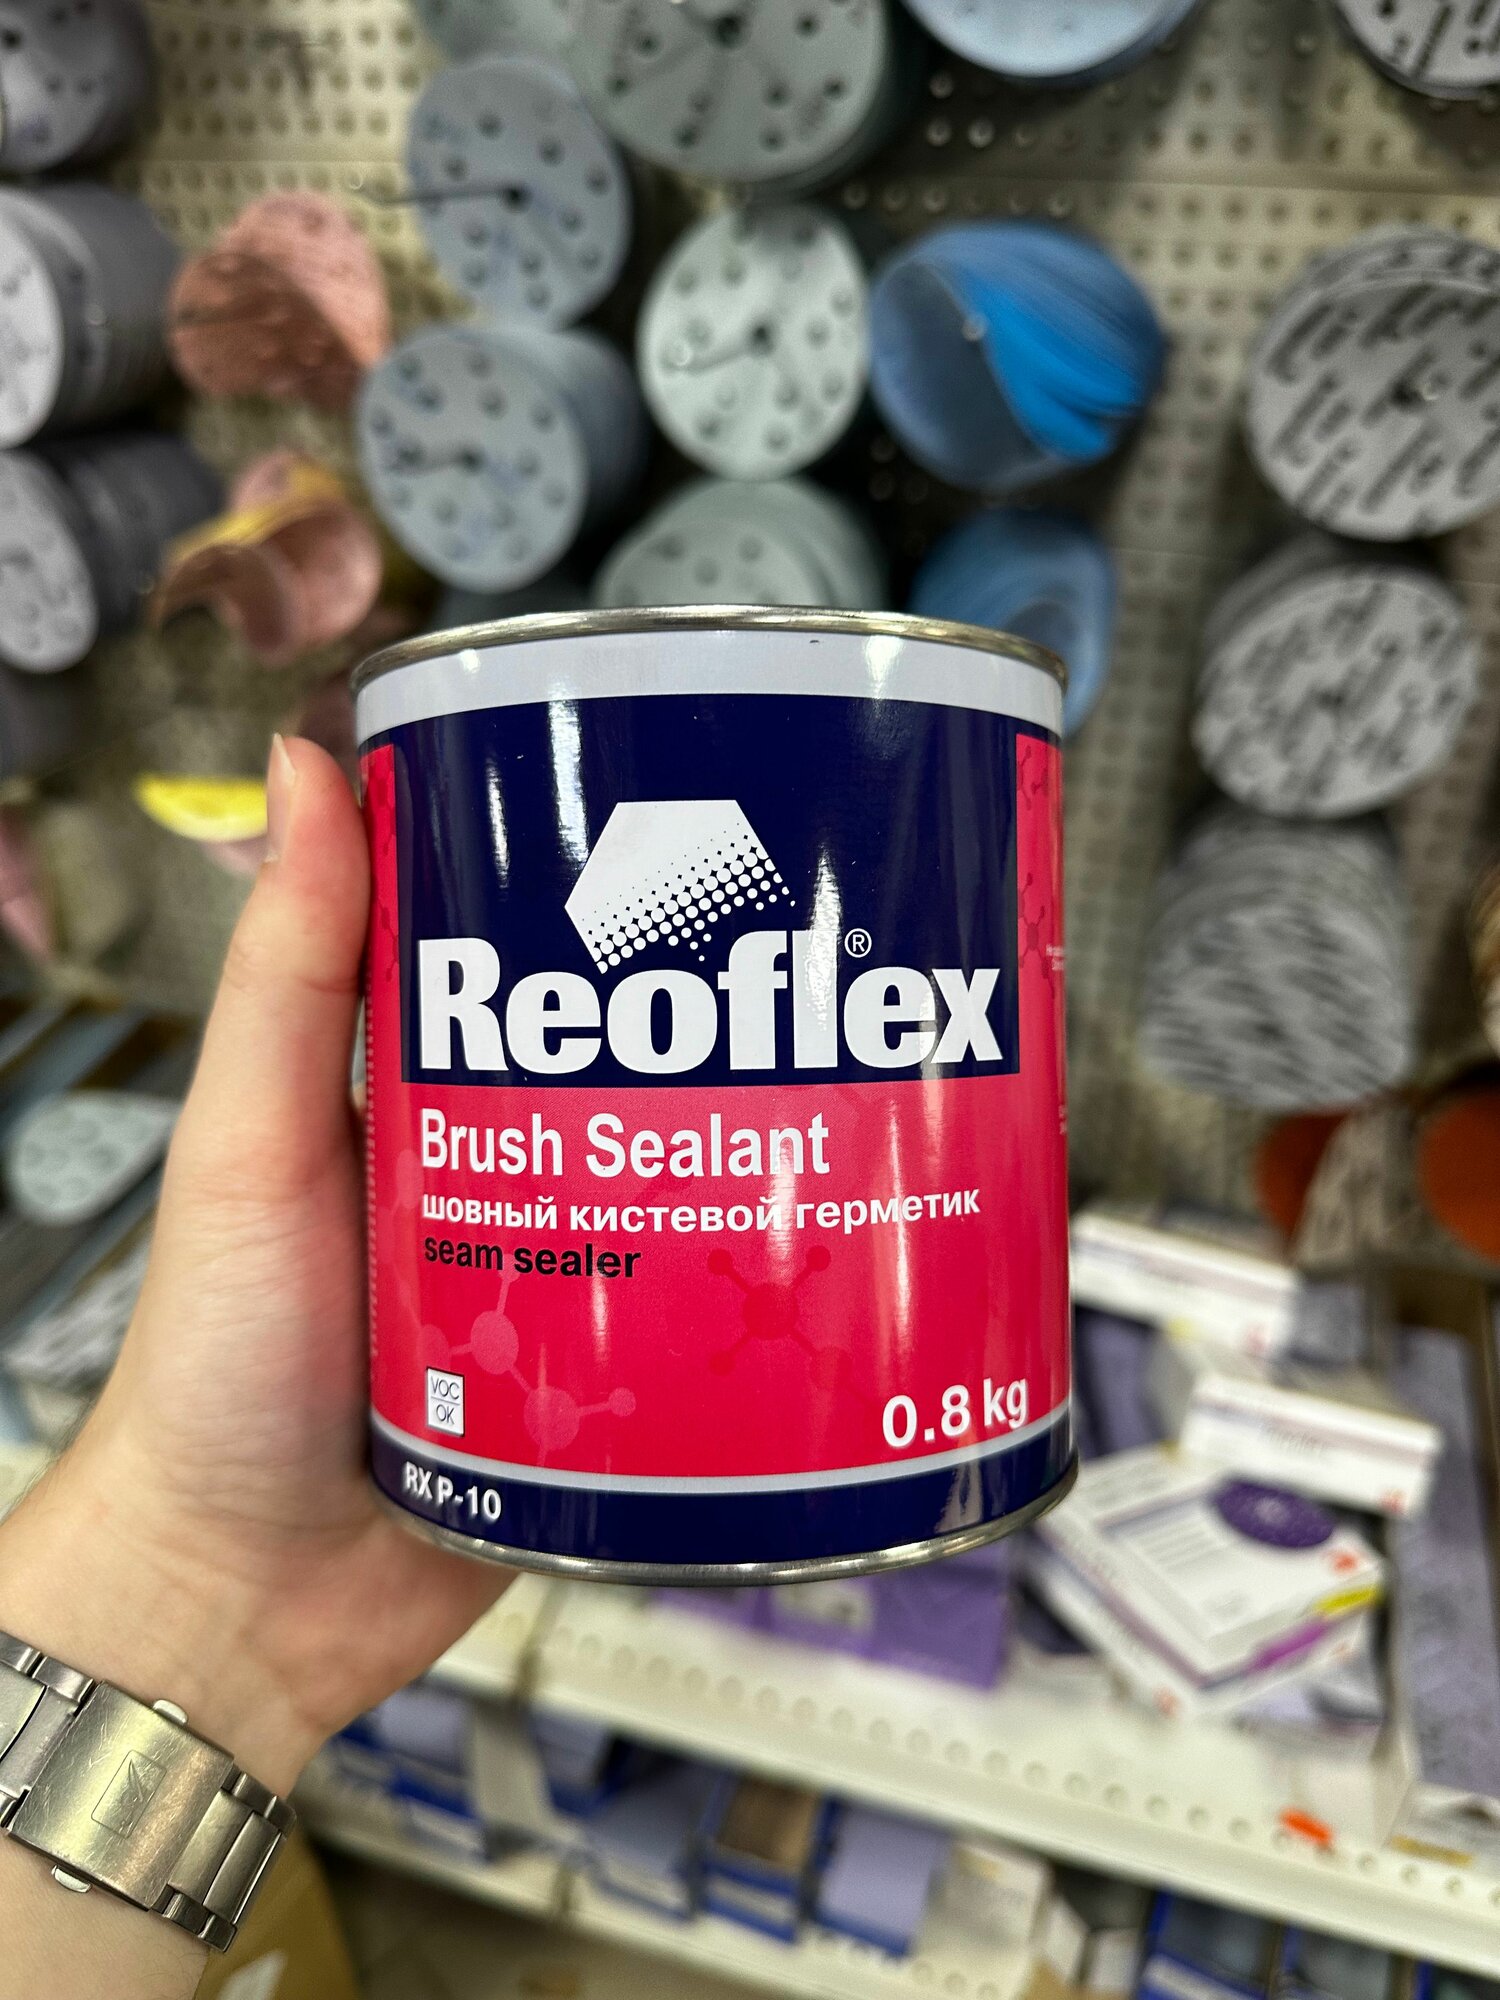 Reoflex®
Brush Sealant
шовный кистевой герметик
seam sealer
VOC
OK
0.8 kg
RX P-10